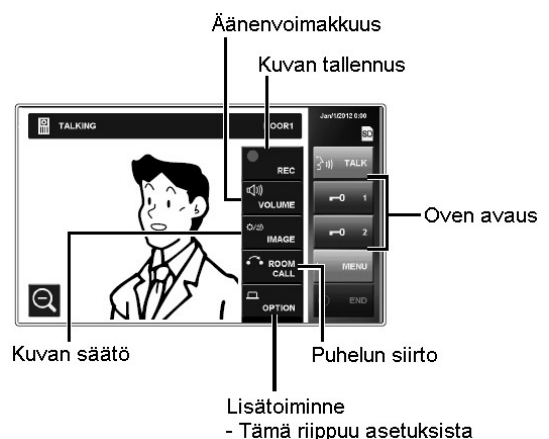 Äänenvoimakkuus
Kuvan tallennus
TALKING
DOOR1
Jan/1/2012 0:00
SD
REC
TALK
VOLUME
1
IMAGE
2
Oven avaus
ROOM
CALL
MENU
OPTION
END
Kuvan säätö
Puhelun siirto
Lisätoiminne
- Tämä riippuu asetuksista